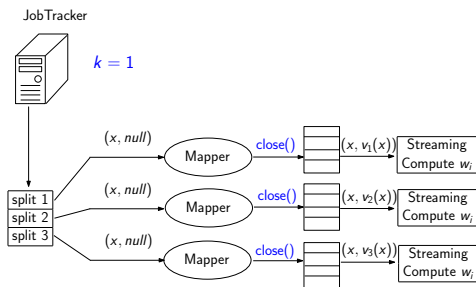 JobTracker
k = 1
(x, null)
Mapper
close()
(x, v₁(x))
Streaming
Compute wᵢ
split 1
split 2
split 3
(x, null)
Mapper
close()
(x, v₂(x))
Streaming
Compute wᵢ
(x, null)
Mapper
close()
(x, v₃(x))
Streaming
Compute wᵢ